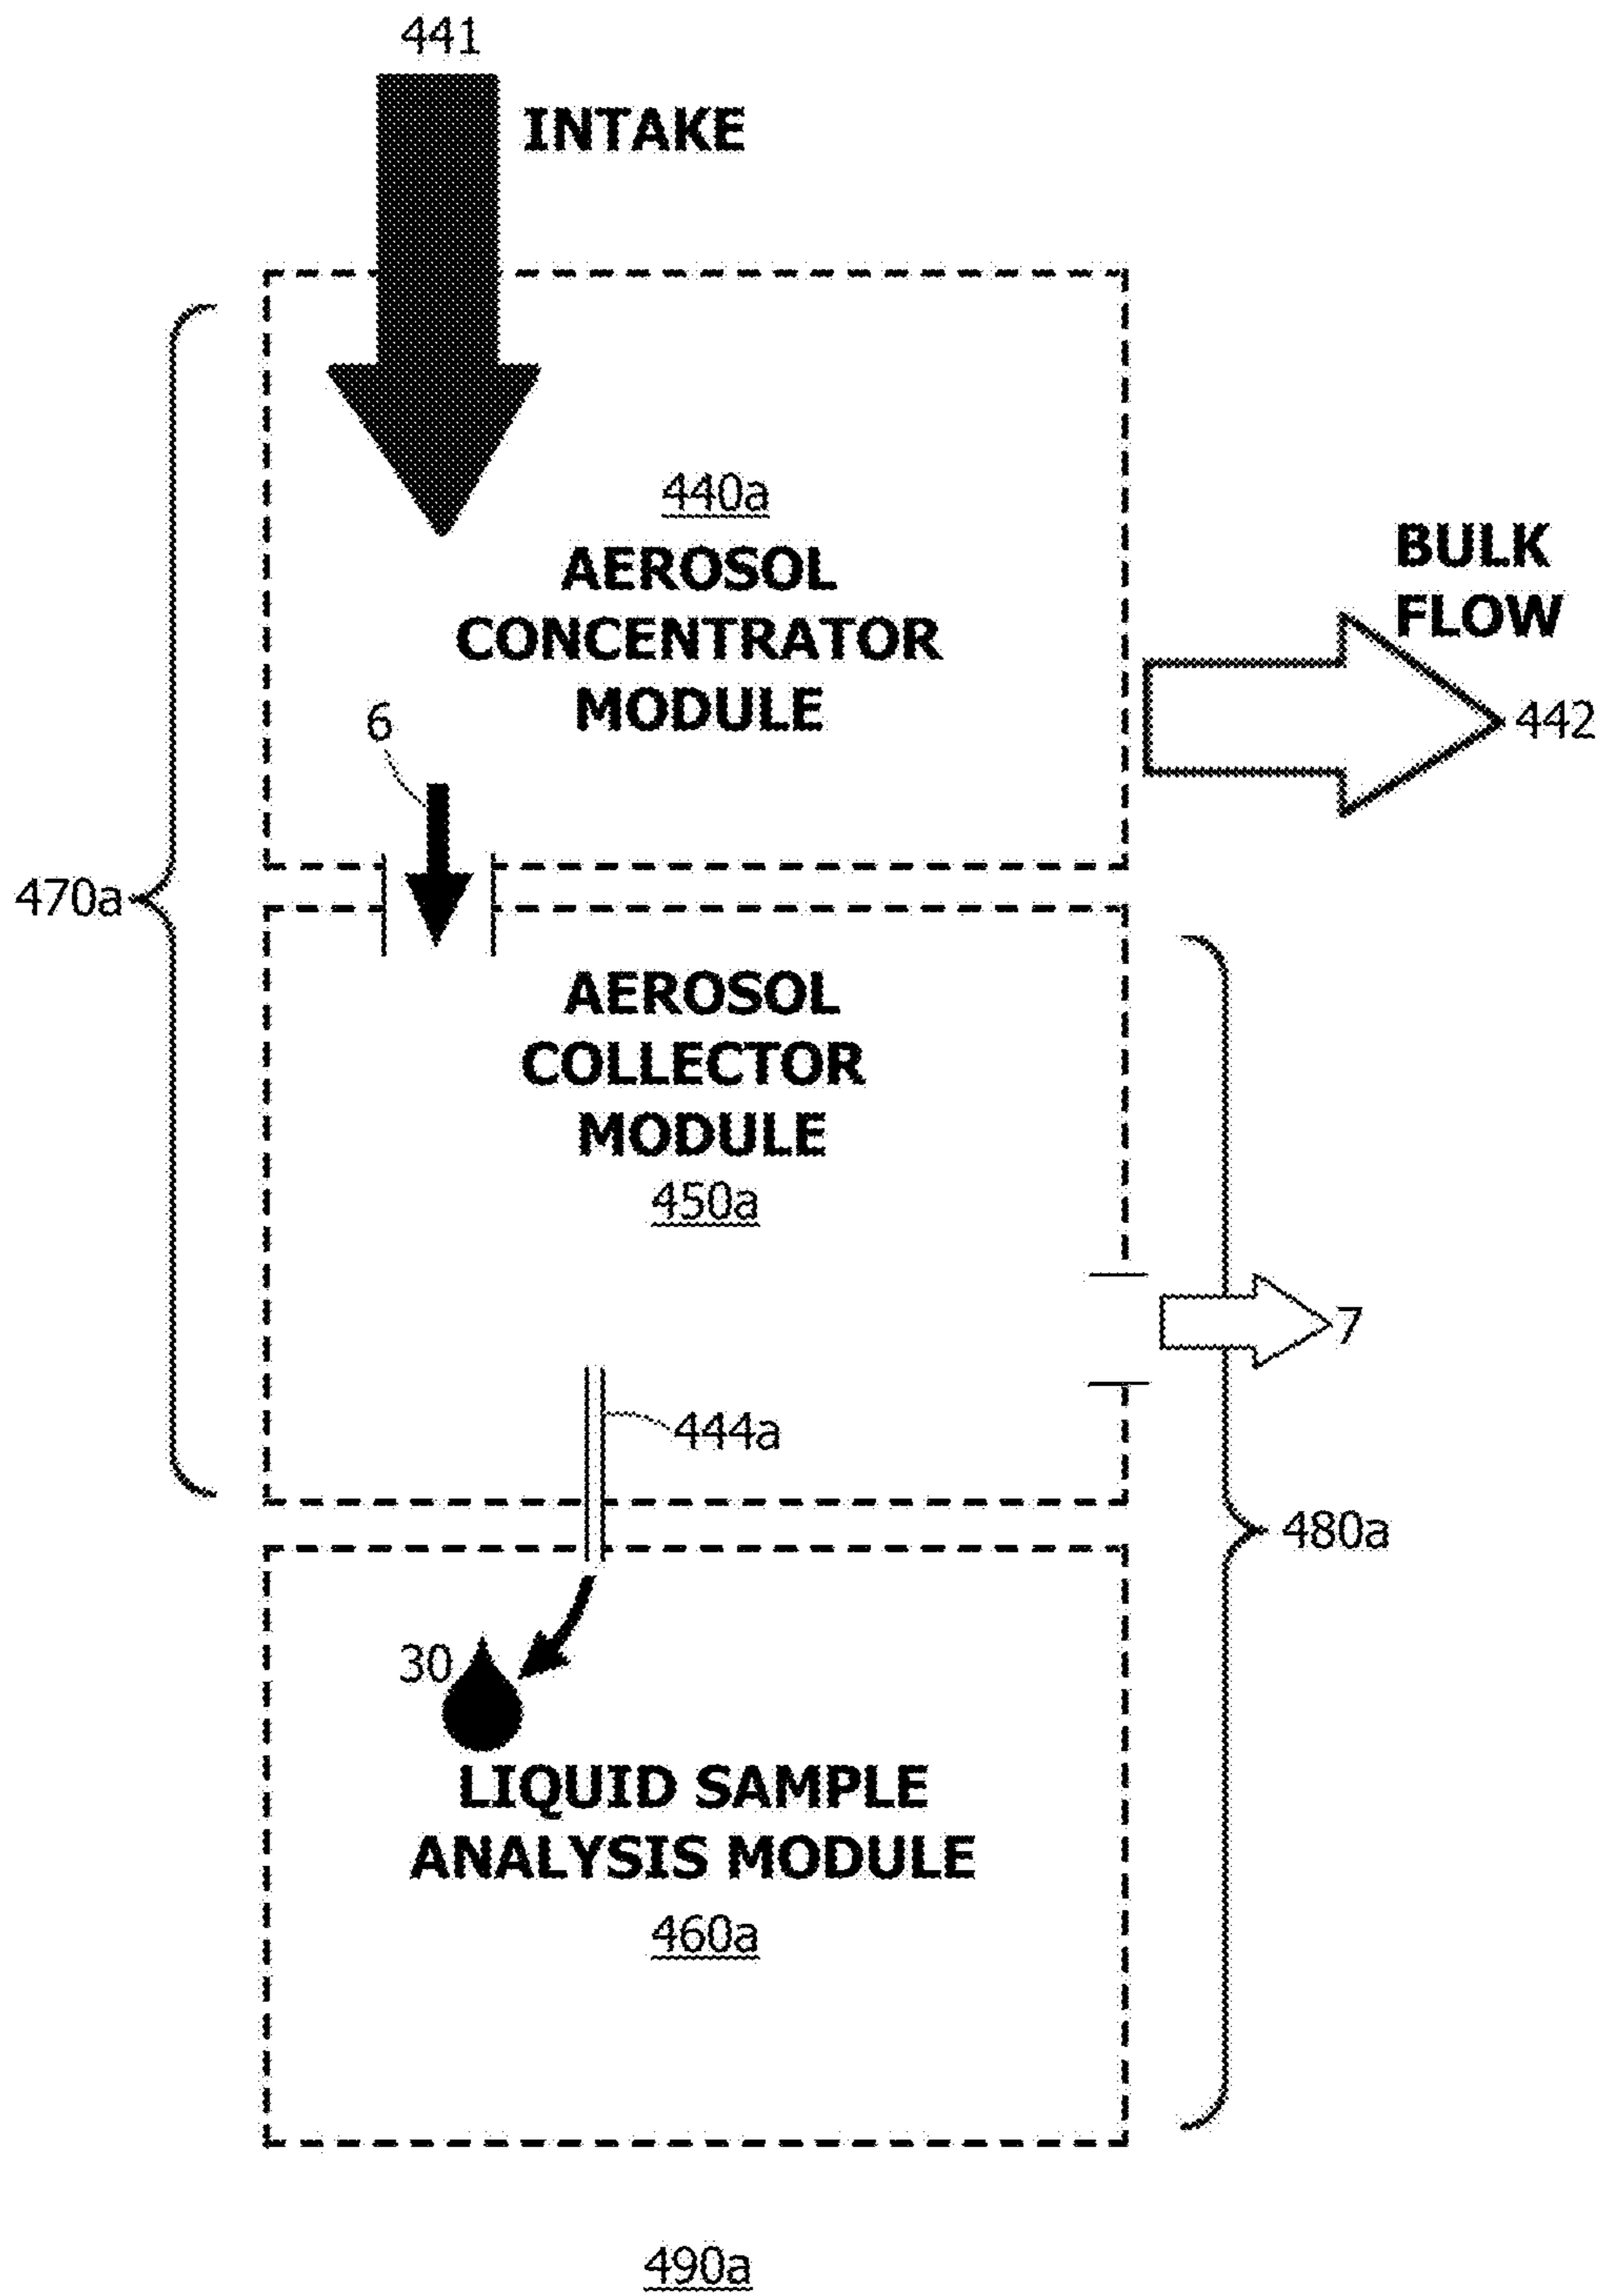 441
INTAKE
440a
AEROSOL
CONCENTRATOR
MODULE
BULK
FLOW
442
6
470a
AEROSOL
COLLECTOR
MODULE
450a
7
444a
480a
30
LIQUID SAMPLE
ANALYSIS MODULE
460a
490a